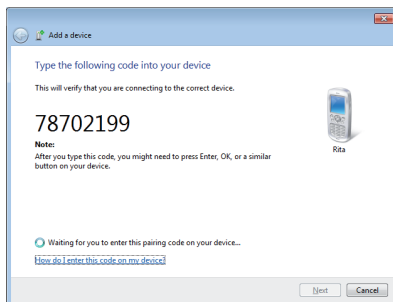 Add a device
Type the following code into your device
This will verify that you are connecting to the correct device.
78702199
Note:
After you type this code, you might need to press Enter, OK, or a similar
button on your device.
Rita
Waiting for you to enter this pairing code on your device...
How do I enter this code on my device?
Next Cancel